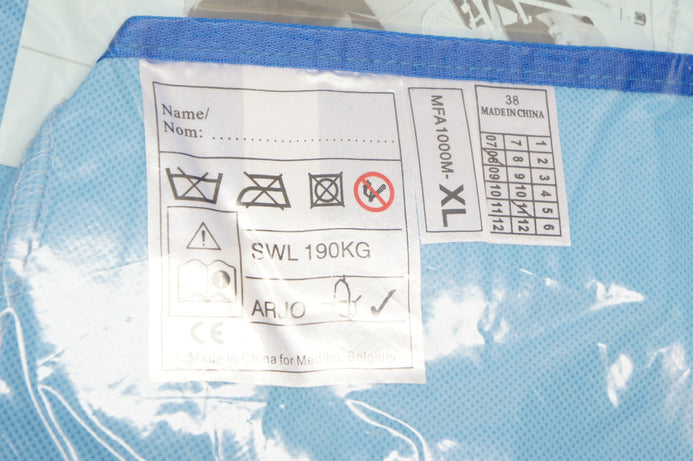 Name/
Nom:
SWL 190KG
ARJO
CE
Made in China for Medibo, Belgium
MFA1000M-XL
38
MADE IN CHINA
1 2 3 4 5 6
7 8 9 10 11 12
07 08 09 10 11 12